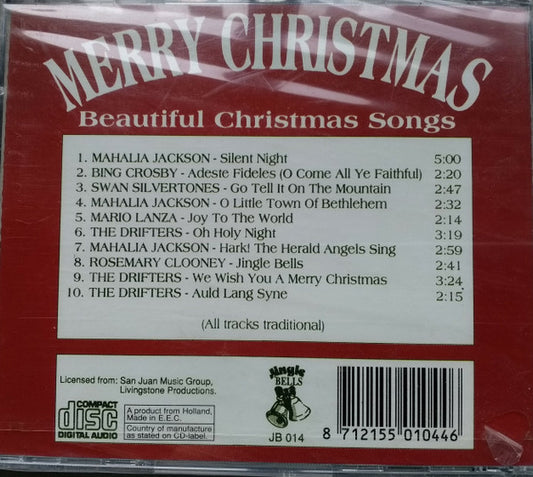 MERRY CHRISTMAS
Beautiful Christmas Songs
1. MAHALIA JACKSON - Silent Night 5:00
2. BING CROSBY - Adeste Fideles (O Come All Ye Faithful) 2:20
3. SWAN SILVERTONES - Go Tell It On The Mountain 2:47
4. MAHALIA JACKSON - O Little Town Of Bethlehem 2:32
5. MARIO LANZA - Joy To The World 2:14
6. THE DRIFTERS - Oh Holy Night 3:19
7. MAHALIA JACKSON - Hark! The Herald Angels Sing 2:59
8. ROSEMARY CLOONEY - Jingle Bells 2:41
9. THE DRIFTERS - We Wish You A Merry Christmas 3:24
10. THE DRIFTERS - Auld Lang Syne 2:15
(All tracks traditional)
Licensed from: San Juan Music Group,
Livingstone Productions.
COMPACT
disc
DIGITAL AUDIO
A product from Holland,
Made in E.E.C.
Country of manufacture
as stated on CD-label.
Jingle
BELLS
JB 014
8 712155 010446